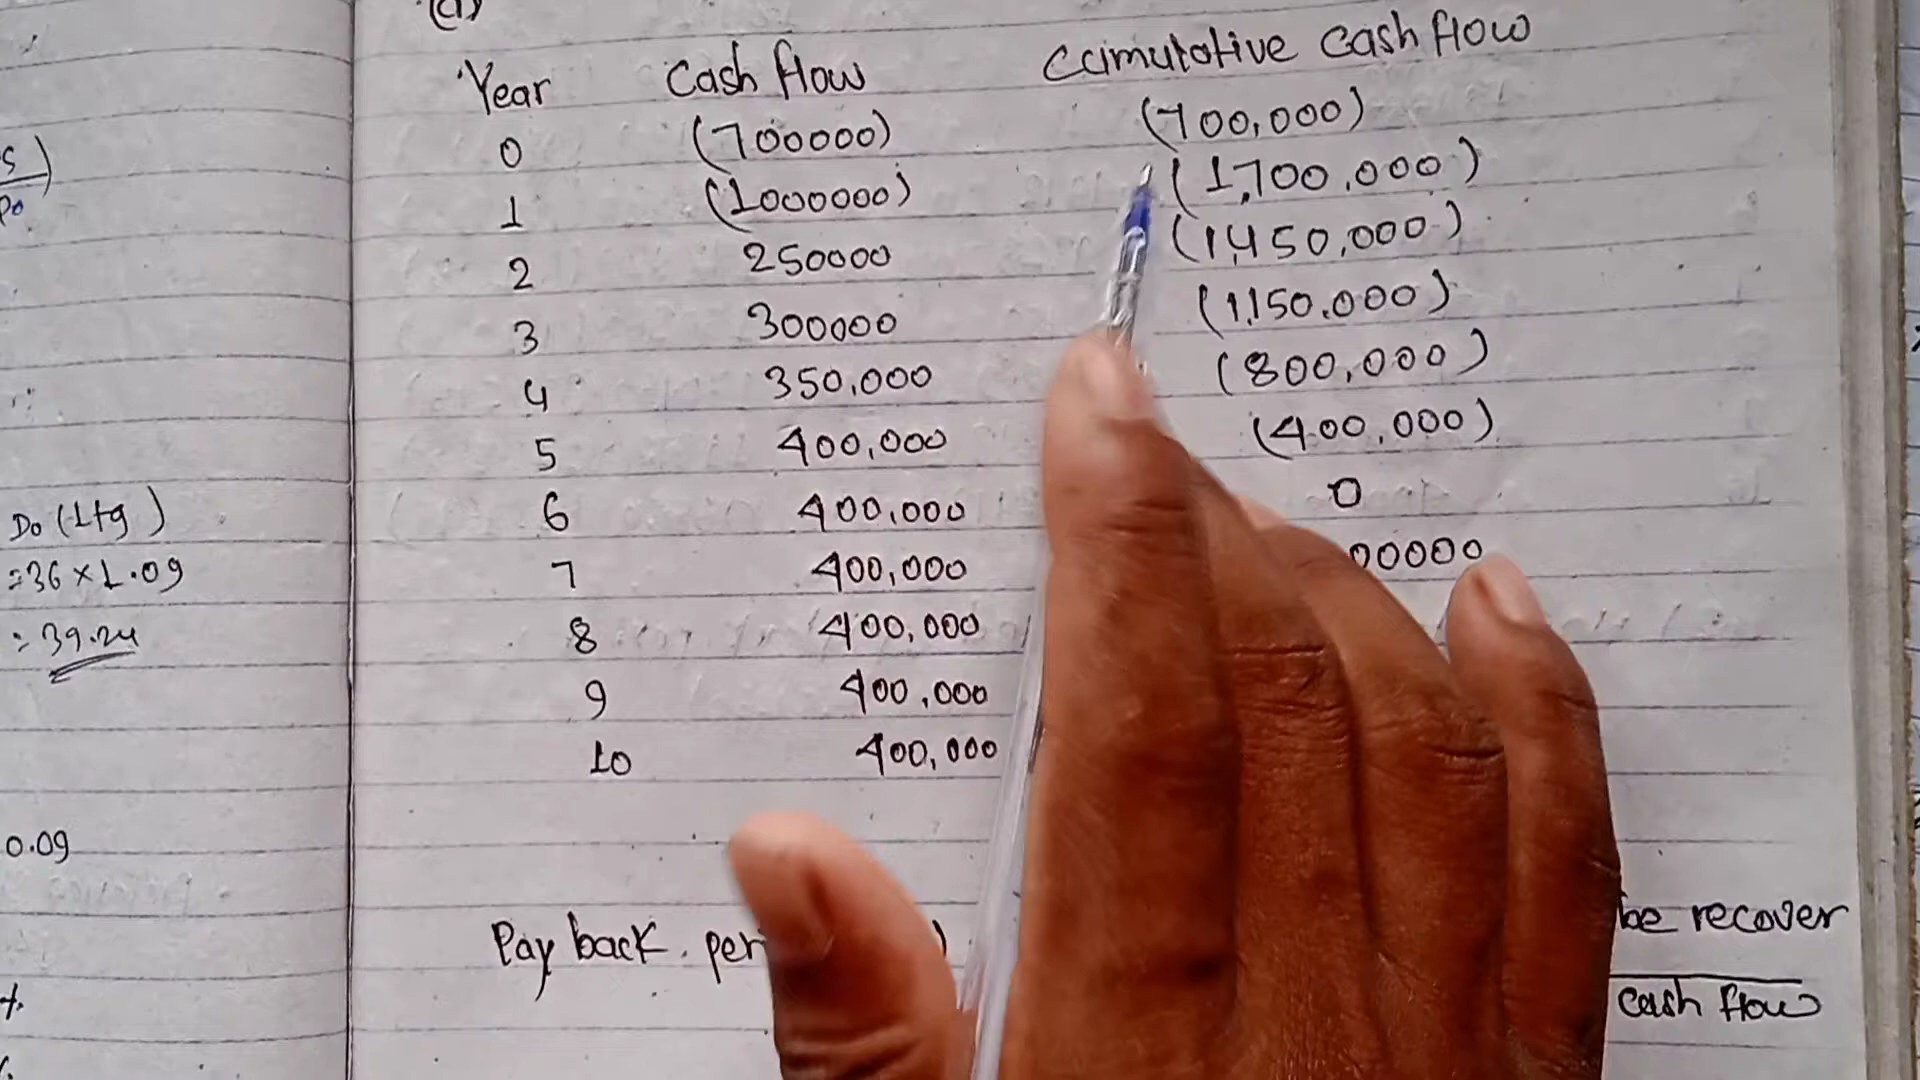 (a)
Year Cash flow Cumulative cash flow
0 (700000) (700,000)
1 (1000000) (1,700,000)
2 250000 (1,450,000)
3 300000 (1,150,000)
4 350,000 (800,000)
5 400,000 (400,000)
6 400,000 0
7 400,000 00000
8 400,000
9 400,000
10 400,000
Pay back per ) be recover
cash flow
Do (1+g)
=36 × 1.09
= 39.24
0.09